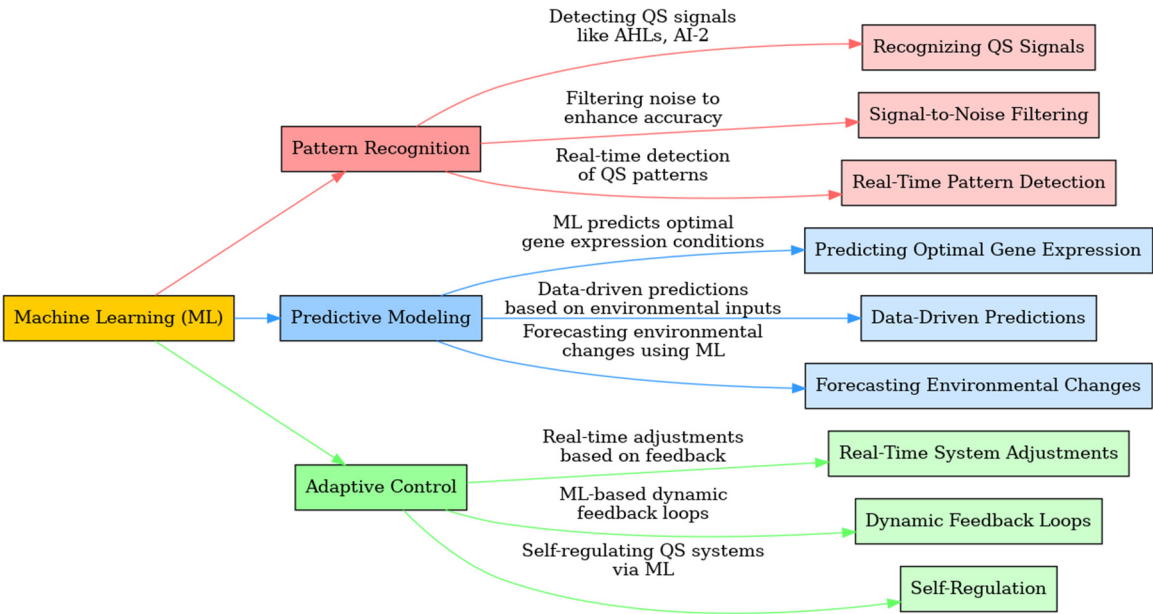 Detecting QS signals
like AHLs, AI-2
Recognizing QS Signals
Filtering noise to
enhance accuracy
Signal-to-Noise Filtering
Pattern Recognition
Real-time detection
of QS patterns
Real-Time Pattern Detection
ML predicts optimal
gene expression conditions
Predicting Optimal Gene Expression
Machine Learning (ML)
Predictive Modeling
Data-driven predictions
based on environmental inputs
Data-Driven Predictions
Forecasting environmental
changes using ML
Forecasting Environmental Changes
Real-time adjustments
based on feedback
Real-Time System Adjustments
Adaptive Control
ML-based dynamic
feedback loops
Dynamic Feedback Loops
Self-regulating QS systems
via ML
Self-Regulation